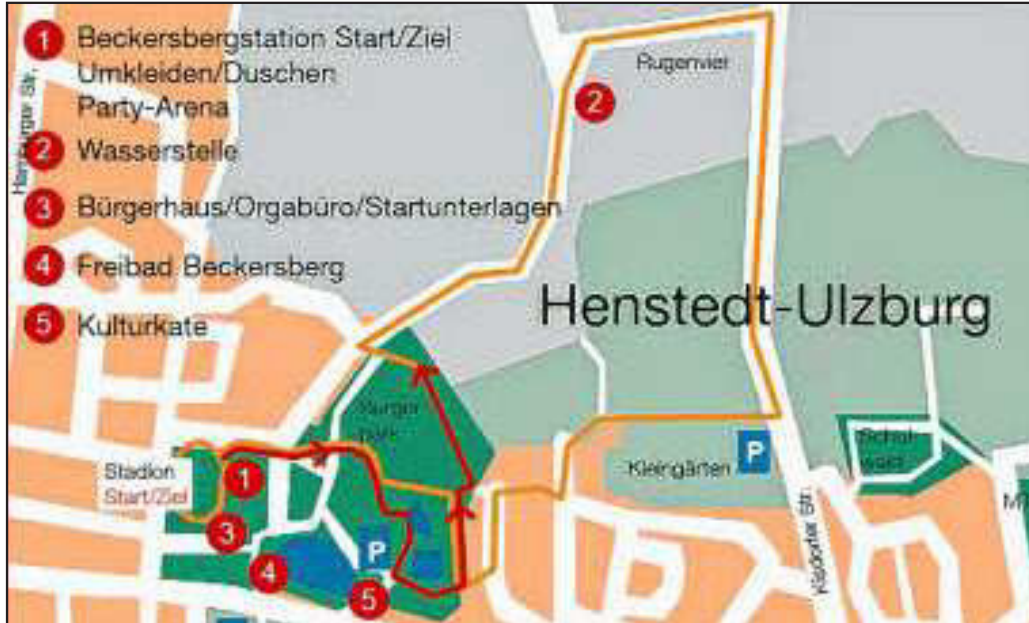 1 Beckersbergstation Start/Ziel
Umkleiden/Duschen
Party-Arena
2 Wasserstelle
3 Bürgerhaus/Orgabüro/Startunterlagen
4 Freibad Beckersberg
5 Kulturkate
Hamburger Str.
Rugenvier
2
Henstedt-Ulzburg
Bürger
park
Stadion
Start/Ziel
1
3
4
5
P
Kleingärten
P
Schul-
wald
Kisdorfer Str.
M